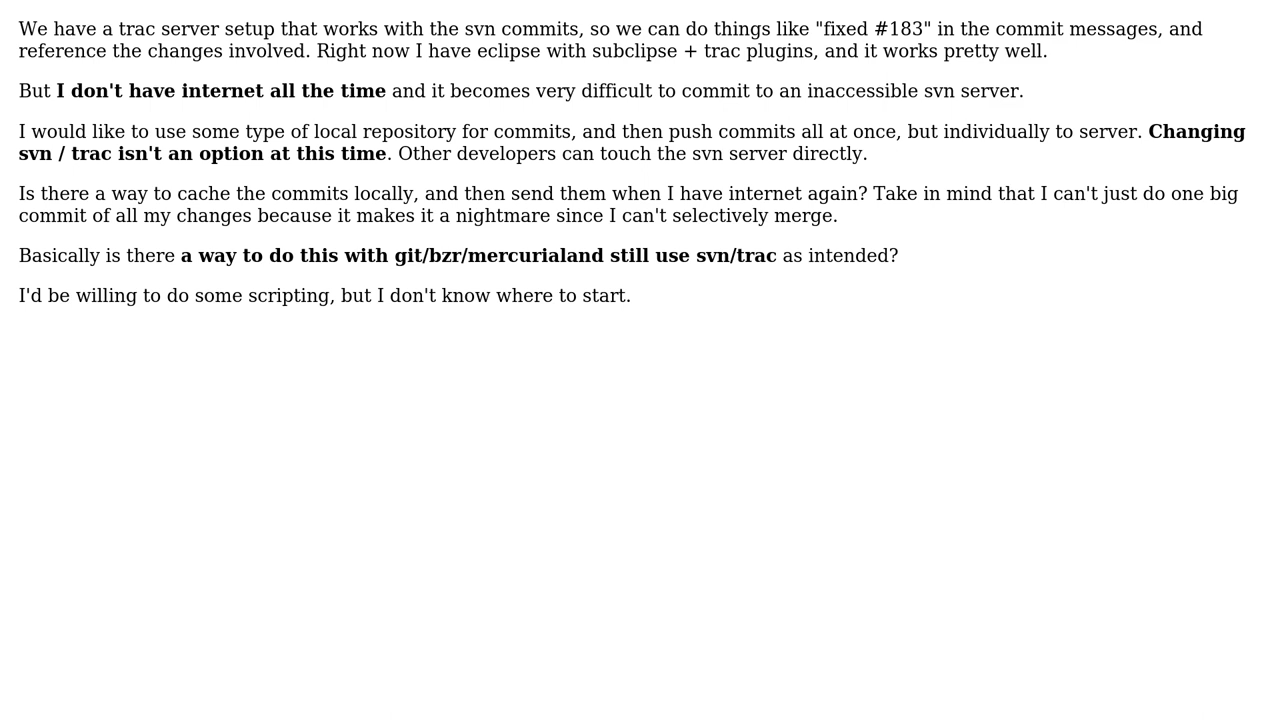 We have a trac server setup that works with the svn commits, so we can do things like "fixed #183" in the commit messages, and
reference the changes involved. Right now I have eclipse with subclipse + trac plugins, and it works pretty well.
But I don't have internet all the time and it becomes very difficult to commit to an inaccessible svn server.
I would like to use some type of local repository for commits, and then push commits all at once, but individually to server. Changing
svn / trac isn't an option at this time. Other developers can touch the svn server directly.
Is there a way to cache the commits locally, and then send them when I have internet again? Take in mind that I can't just do one big
commit of all my changes because it makes it a nightmare since I can't selectively merge.
Basically is there a way to do this with git/bzr/mercurialand still use svn/trac as intended?
I'd be willing to do some scripting, but I don't know where to start.